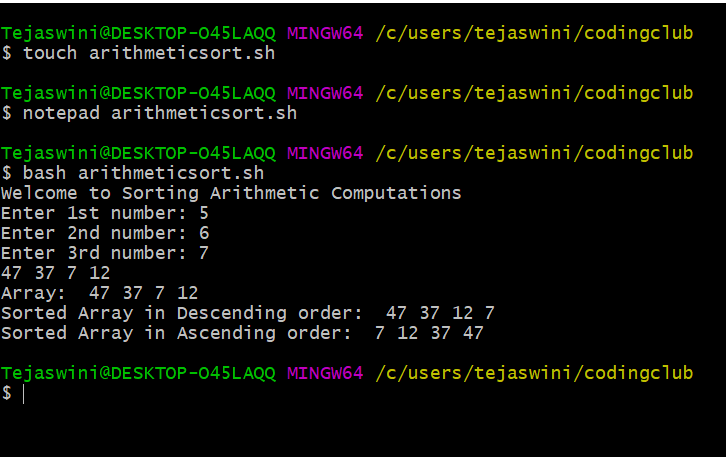 Tejaswini@DESKTOP-O45LAQQ MINGW64 /c/users/tejaswini/codingclub
$ touch arithmeticsort.sh
Tejaswini@DESKTOP-O45LAQQ MINGW64 /c/users/tejaswini/codingclub
$ notepad arithmeticsort.sh
Tejaswini@DESKTOP-O45LAQQ MINGW64 /c/users/tejaswini/codingclub
$ bash arithmeticsort.sh
Welcome to Sorting Arithmetic Computations
Enter 1st number: 5
Enter 2nd number: 6
Enter 3rd number: 7
47 37 7 12
Array:  47 37 7 12
Sorted Array in Descending order:  47 37 12 7
Sorted Array in Ascending order:  7 12 37 47
Tejaswini@DESKTOP-O45LAQQ MINGW64 /c/users/tejaswini/codingclub
$